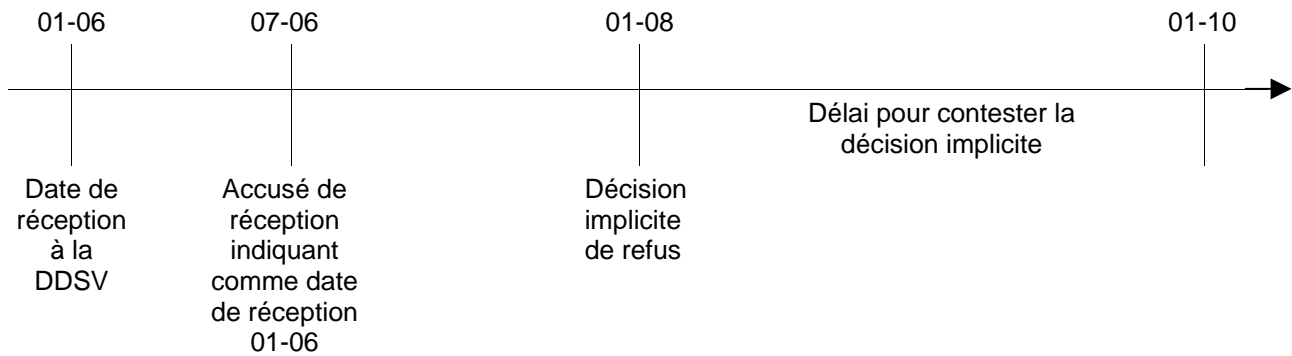 01-06
07-06
01-08
01-10
Délai pour contester la
décision implicite
Date de
réception
à la
DDSV
Accusé de
réception
indiquant
comme date
de réception
01-06
Décision
implicite
de refus